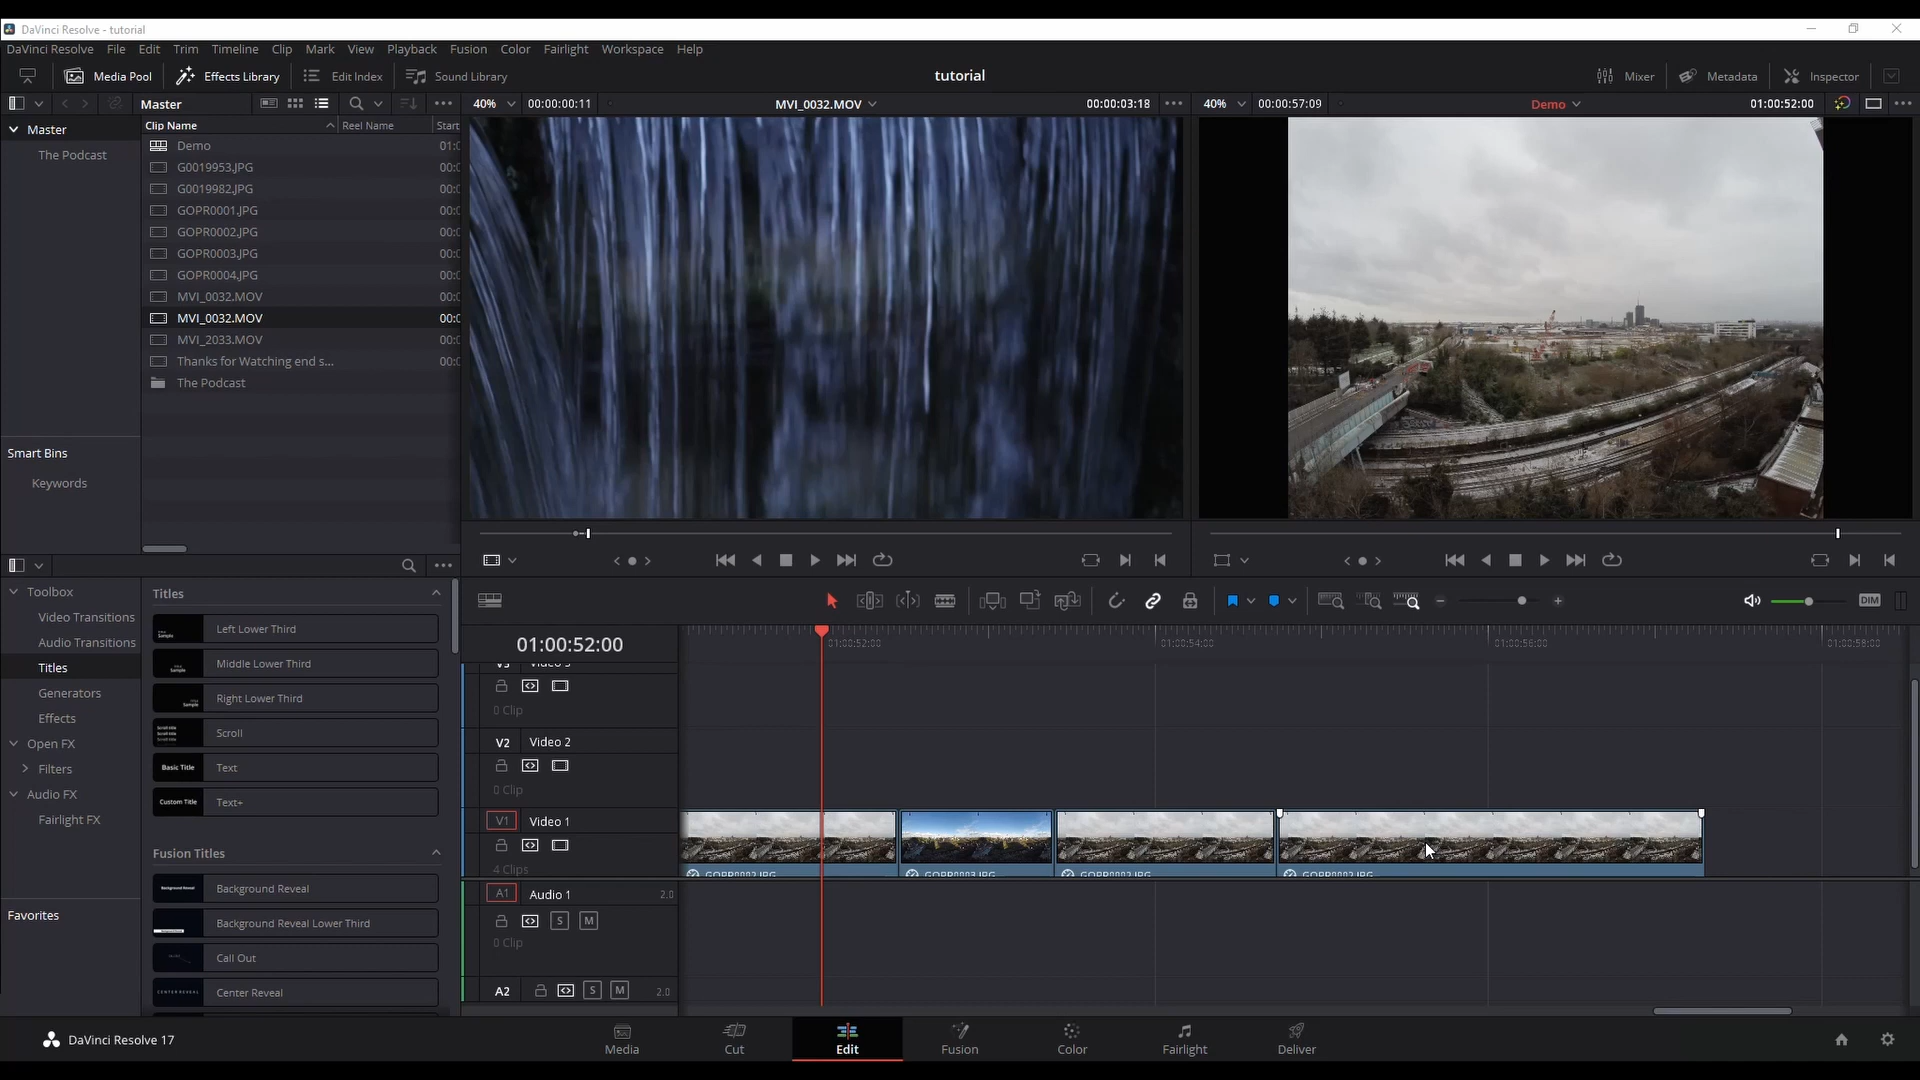 DaVinci Resolve - tutorial
DaVinci Resolve File Edit Trim Timeline Clip Mark View Playback Fusion Color Fairlight Workspace Help
Media Pool Effects Library Edit Index Sound Library tutorial Mixer Metadata Inspector
Master 40% 00:00:00:11 MVI_0032.MOV 00:00:03:18 40% 00:00:57:09 Demo 01:00:52:00
Master
The Podcast
Smart Bins
Keywords
Clip Name Reel Name Start
Demo 01:0
G0019953.JPG 00:0
G0019982.JPG 00:0
GOPR0001.JPG 00:0
GOPR0002.JPG 00:0
GOPR0003.JPG 00:0
GOPR0004.JPG 00:0
MVI_0032.MOV 00:0
MVI_0032.MOV 00:0
MVI_2033.MOV 00:0
Thanks for Watching end s... 00:0
The Podcast
Toolbox
Video Transitions
Audio Transitions
Titles
Generators
Effects
Open FX
Filters
Audio FX
Fairlight FX
Favorites
Titles
Left Lower Third
Middle Lower Third
Right Lower Third
Scroll
Basic Title Text
Custom Title Text+
Fusion Titles
Background Reveal
Background Reveal Lower Third
Call Out
CENTER REVEAL Center Reveal
DIM
01:00:52:00 01:00:52:00 01:00:54:00 01:00:56:00 01:00:58:00
0 Clip
V2 Video 2
0 Clip
V1 Video 1
4 Clips
GOPR0002.JPG GOPR0003.JPG GOPR0002.JPG GOPR0002.JPG
A1 Audio 1 2.0
S M
0 Clip
A2 S M 2.0
DaVinci Resolve 17 Media Cut Edit Fusion Color Fairlight Deliver